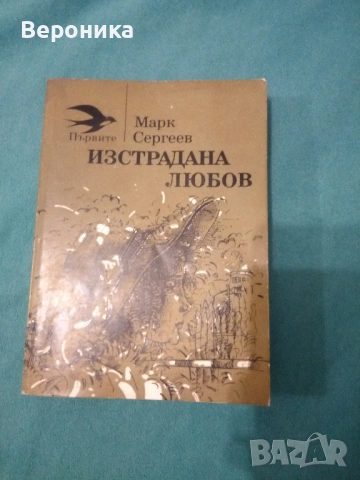 Вероника
Първите
Марк
Сергеев
ИЗСТРАДАНА
ЛЮБОВ
BAZAR